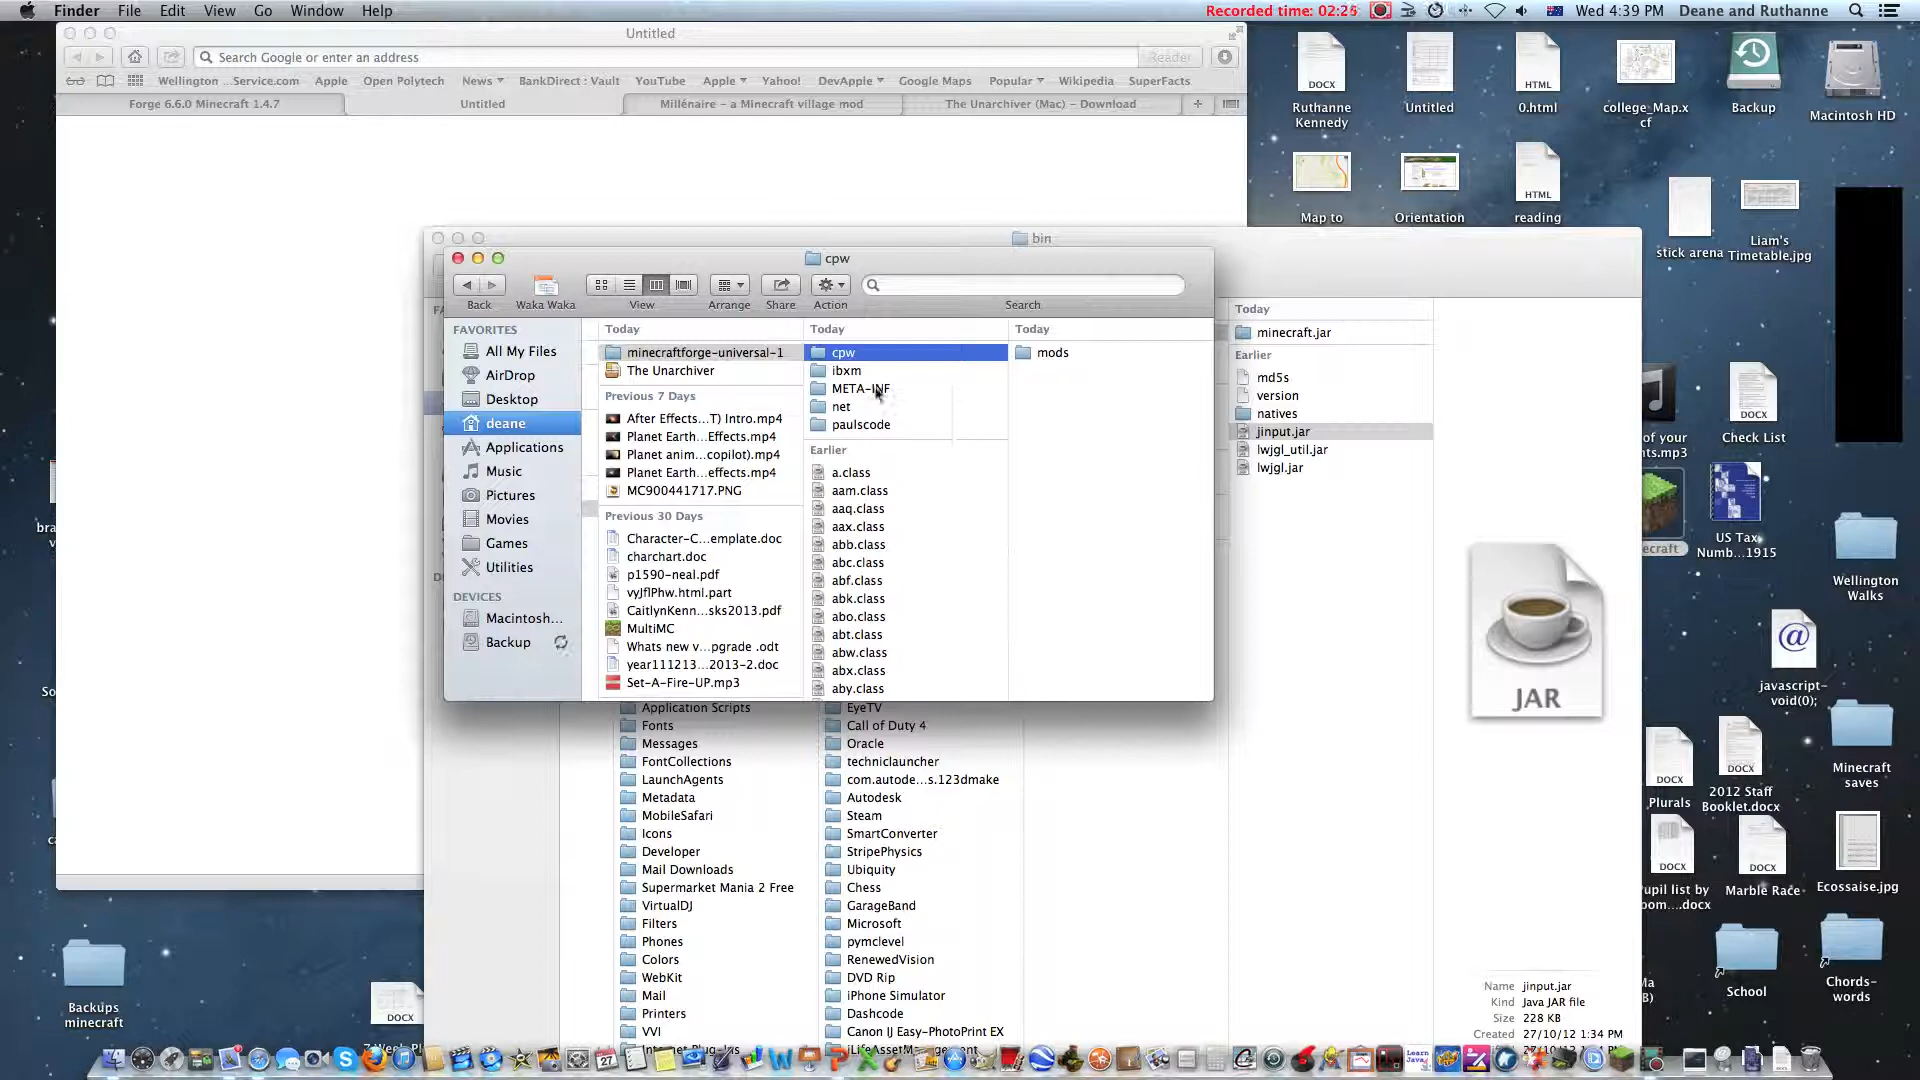 Finder File Edit View Go Window Help
Recorded time: 02:25 Wed 4:39 PM Deane and Ruthanne
Untitled
Search Google or enter an address
Reader
Wellington ...Service.com Apple Open Polytech News BankDirect : Vault YouTube Apple Yahoo! DevApple Google Maps Popular Wikipedia SuperFacts
Forge 6.6.0 Minecraft 1.4.7
Untitled
Millénaire – a Minecraft village mod
The Unarchiver (Mac) – Download
bin
cpw
Back
Waka Waka
View
Arrange
Share
Action
Search
FAVORITES
All My Files
AirDrop
Desktop
deane
Applications
Music
Pictures
Movies
Games
Utilities
DEVICES
Macintosh...
Backup
Today
minecraftforge-universal-1
The Unarchiver
Previous 7 Days
After Effects...T) Intro.mp4
Planet Earth...Effects.mp4
Planet anim...copilot).mp4
Planet Earth...effects.mp4
MC900441717.PNG
Previous 30 Days
Character-C...emplate.doc
charchart.doc
p1590-neal.pdf
vyJflPhw.html.part
CaitlynKenn...sks2013.pdf
MultiMC
Whats new v...pgrade .odt
year111213...2013-2.doc
Set-A-Fire-UP.mp3
Today
cpw
ibxm
META-INF
net
paulscode
Earlier
a.class
aam.class
aaq.class
aax.class
abb.class
abc.class
abf.class
abk.class
abo.class
abt.class
abw.class
abx.class
aby.class
Today
mods
Today
minecraft.jar
Earlier
md5s
version
natives
jinput.jar
lwjgl_util.jar
lwjgl.jar
Application Scripts
Fonts
Messages
FontCollections
LaunchAgents
Metadata
MobileSafari
Icons
Developer
Mail Downloads
Supermarket Mania 2 Free
VirtualDJ
Filters
Phones
Colors
WebKit
Mail
Printers
VVI
EyeTV
Call of Duty 4
Oracle
techniclauncher
com.autode...s.123dmake
Autodesk
Steam
SmartConverter
StripePhysics
Ubiquity
Chess
GarageBand
Microsoft
pymclevel
RenewedVision
DVD Rip
iPhone Simulator
Dashcode
Canon IJ Easy-PhotoPrint EX
JAR
Name jinput.jar
Kind Java JAR file
Size 228 KB
Created 27/10/12 1:34 PM
DOCX
Ruthanne Kennedy
Untitled
HTML
0.html
college_Map.x
cf
Backup
Macintosh HD
Map to
Orientation
HTML
reading
stick arena
Liam's
Timetable.jpg
of your
nts.mp3
DOCX
Check List
ecraft
US Tax
Numb...1915
Wellington
Walks
@
javascript-
void(0);
DOCX
Plurals
DOCX
2012 Staff
Booklet.docx
Minecraft
saves
DOCX
Pupil list by
oom....docx
DOCX
Marble Race
Ecossaise.jpg
School
Chords-
words
Backups
minecraft
DOCX